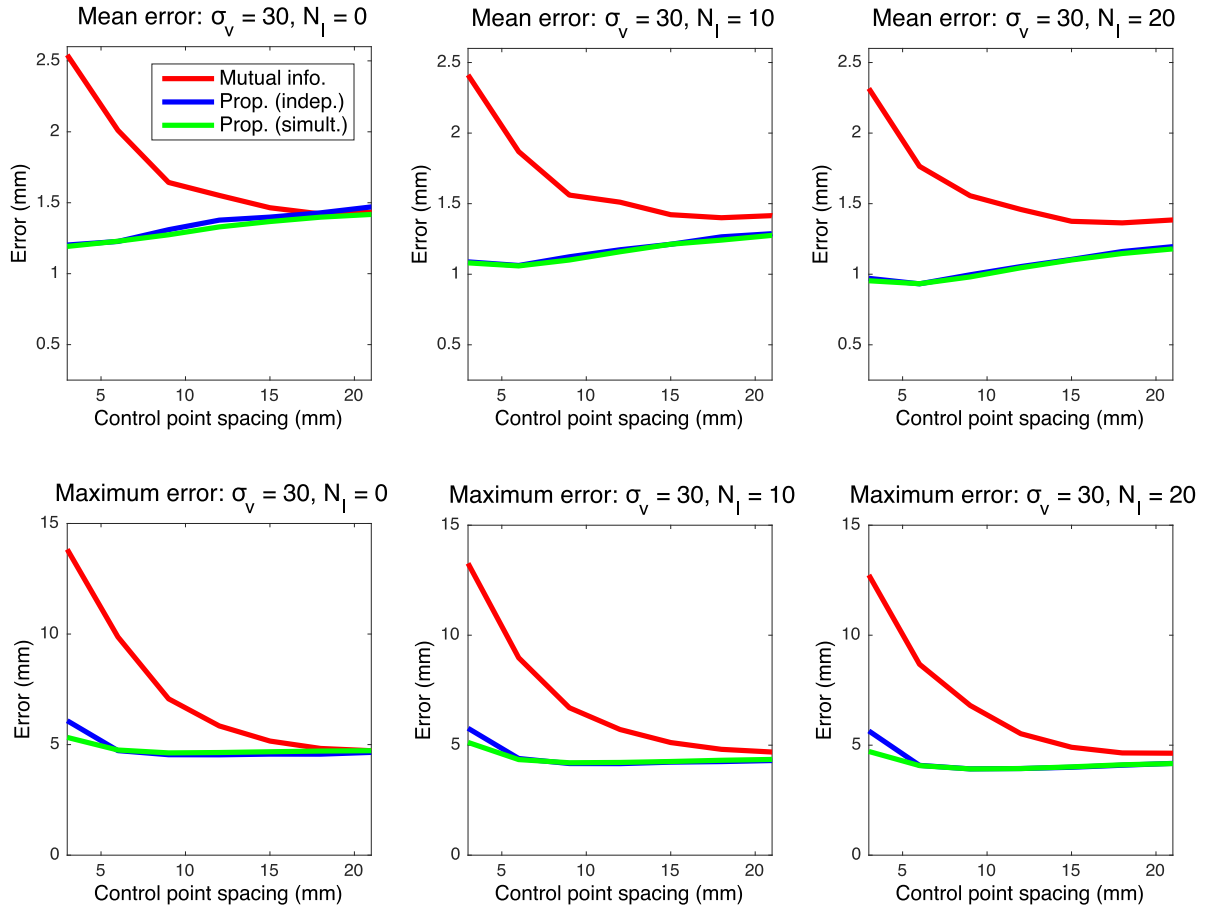 Mean error: σv = 30, Nl = 0
2.5
2
1.5
1
0.5
Error (mm)
Mutual info.
Prop. (indep.)
Prop. (simult.)
5 10 15 20
Control point spacing (mm)
Mean error: σv = 30, Nl = 10
2.5
2
1.5
1
0.5
Error (mm)
5 10 15 20
Control point spacing (mm)
Mean error: σv = 30, Nl = 20
2.5
2
1.5
1
0.5
Error (mm)
5 10 15 20
Control point spacing (mm)
Maximum error: σv = 30, Nl = 0
15
10
5
0
Error (mm)
5 10 15 20
Control point spacing (mm)
Maximum error: σv = 30, Nl = 10
15
10
5
0
Error (mm)
5 10 15 20
Control point spacing (mm)
Maximum error: σv = 30, Nl = 20
15
10
5
0
Error (mm)
5 10 15 20
Control point spacing (mm)